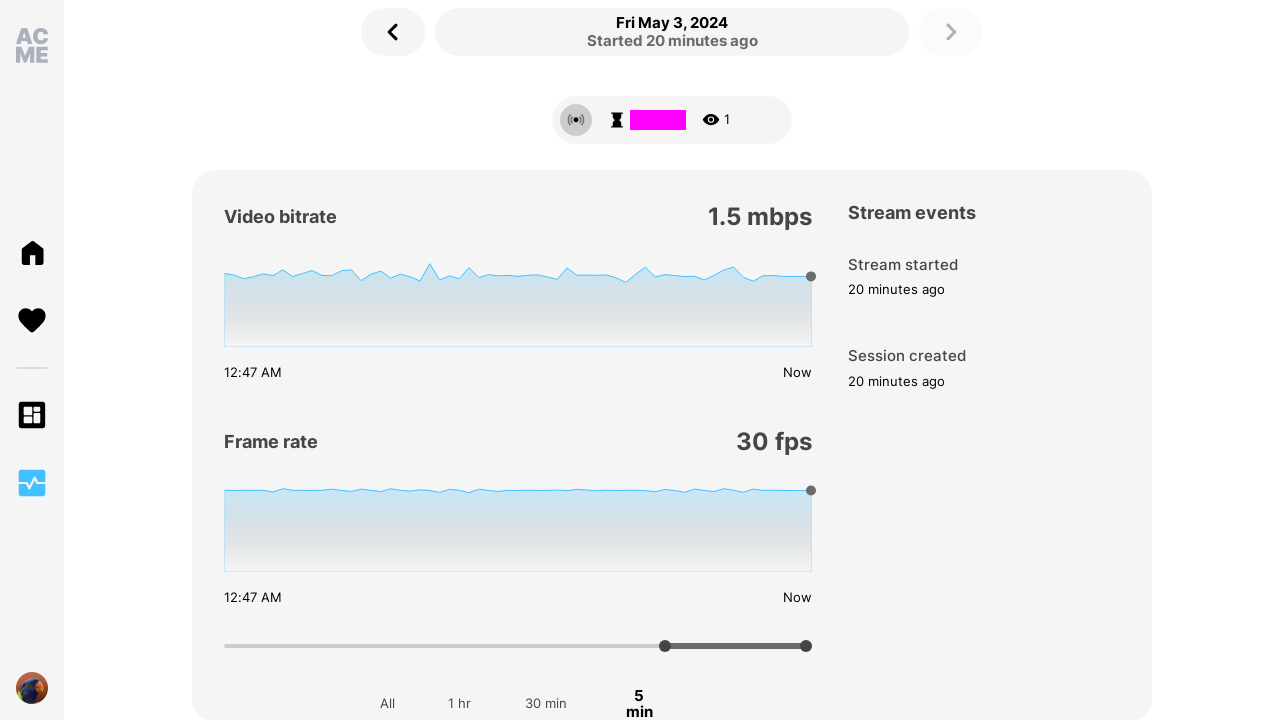 AC
ME
Fri May 3, 2024
Started 20 minutes ago
1
Video bitrate
1.5 mbps
12:47 AM
Now
Frame rate
30 fps
12:47 AM
Now
All
1 hr
30 min
5
min
Stream events
Stream started
20 minutes ago
Session created
20 minutes ago